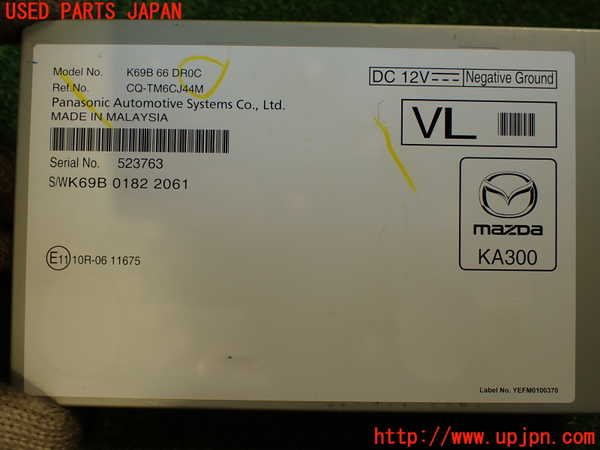 USED PARTS JAPAN
Model No. K69B 66 DR0C
Ref.No. CQ-TM6CJ44M
Panasonic Automotive Systems Co., Ltd.
MADE IN MALAYSIA
Serial No. 523763
S/WK69B 0182 2061
E11 10R-06 11675
DC 12V Negative Ground
VL
mazda
KA300
Label No. YEFM0100370
http://www.upjpn.com